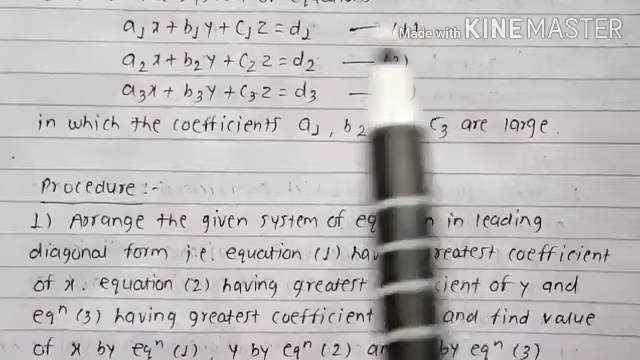 Made with KINEMASTER
a₁x + b₁y + c₁z = d₁ — (1)
a₂x + b₂y + c₂z = d₂ — (2)
a₃x + b₃y + c₃z = d₃ —
in which the coefficients a₁, b₂ c₃ are large.
Procedure :-
1) Arrange the given system of in leading
diagonal form i.e. equation (1) greatest coefficient
of x. equation (2) having greatest of y and
eqⁿ (3) having greatest coefficient and find value
of x by eqⁿ (1), y by eqⁿ (2) by eqⁿ (3)